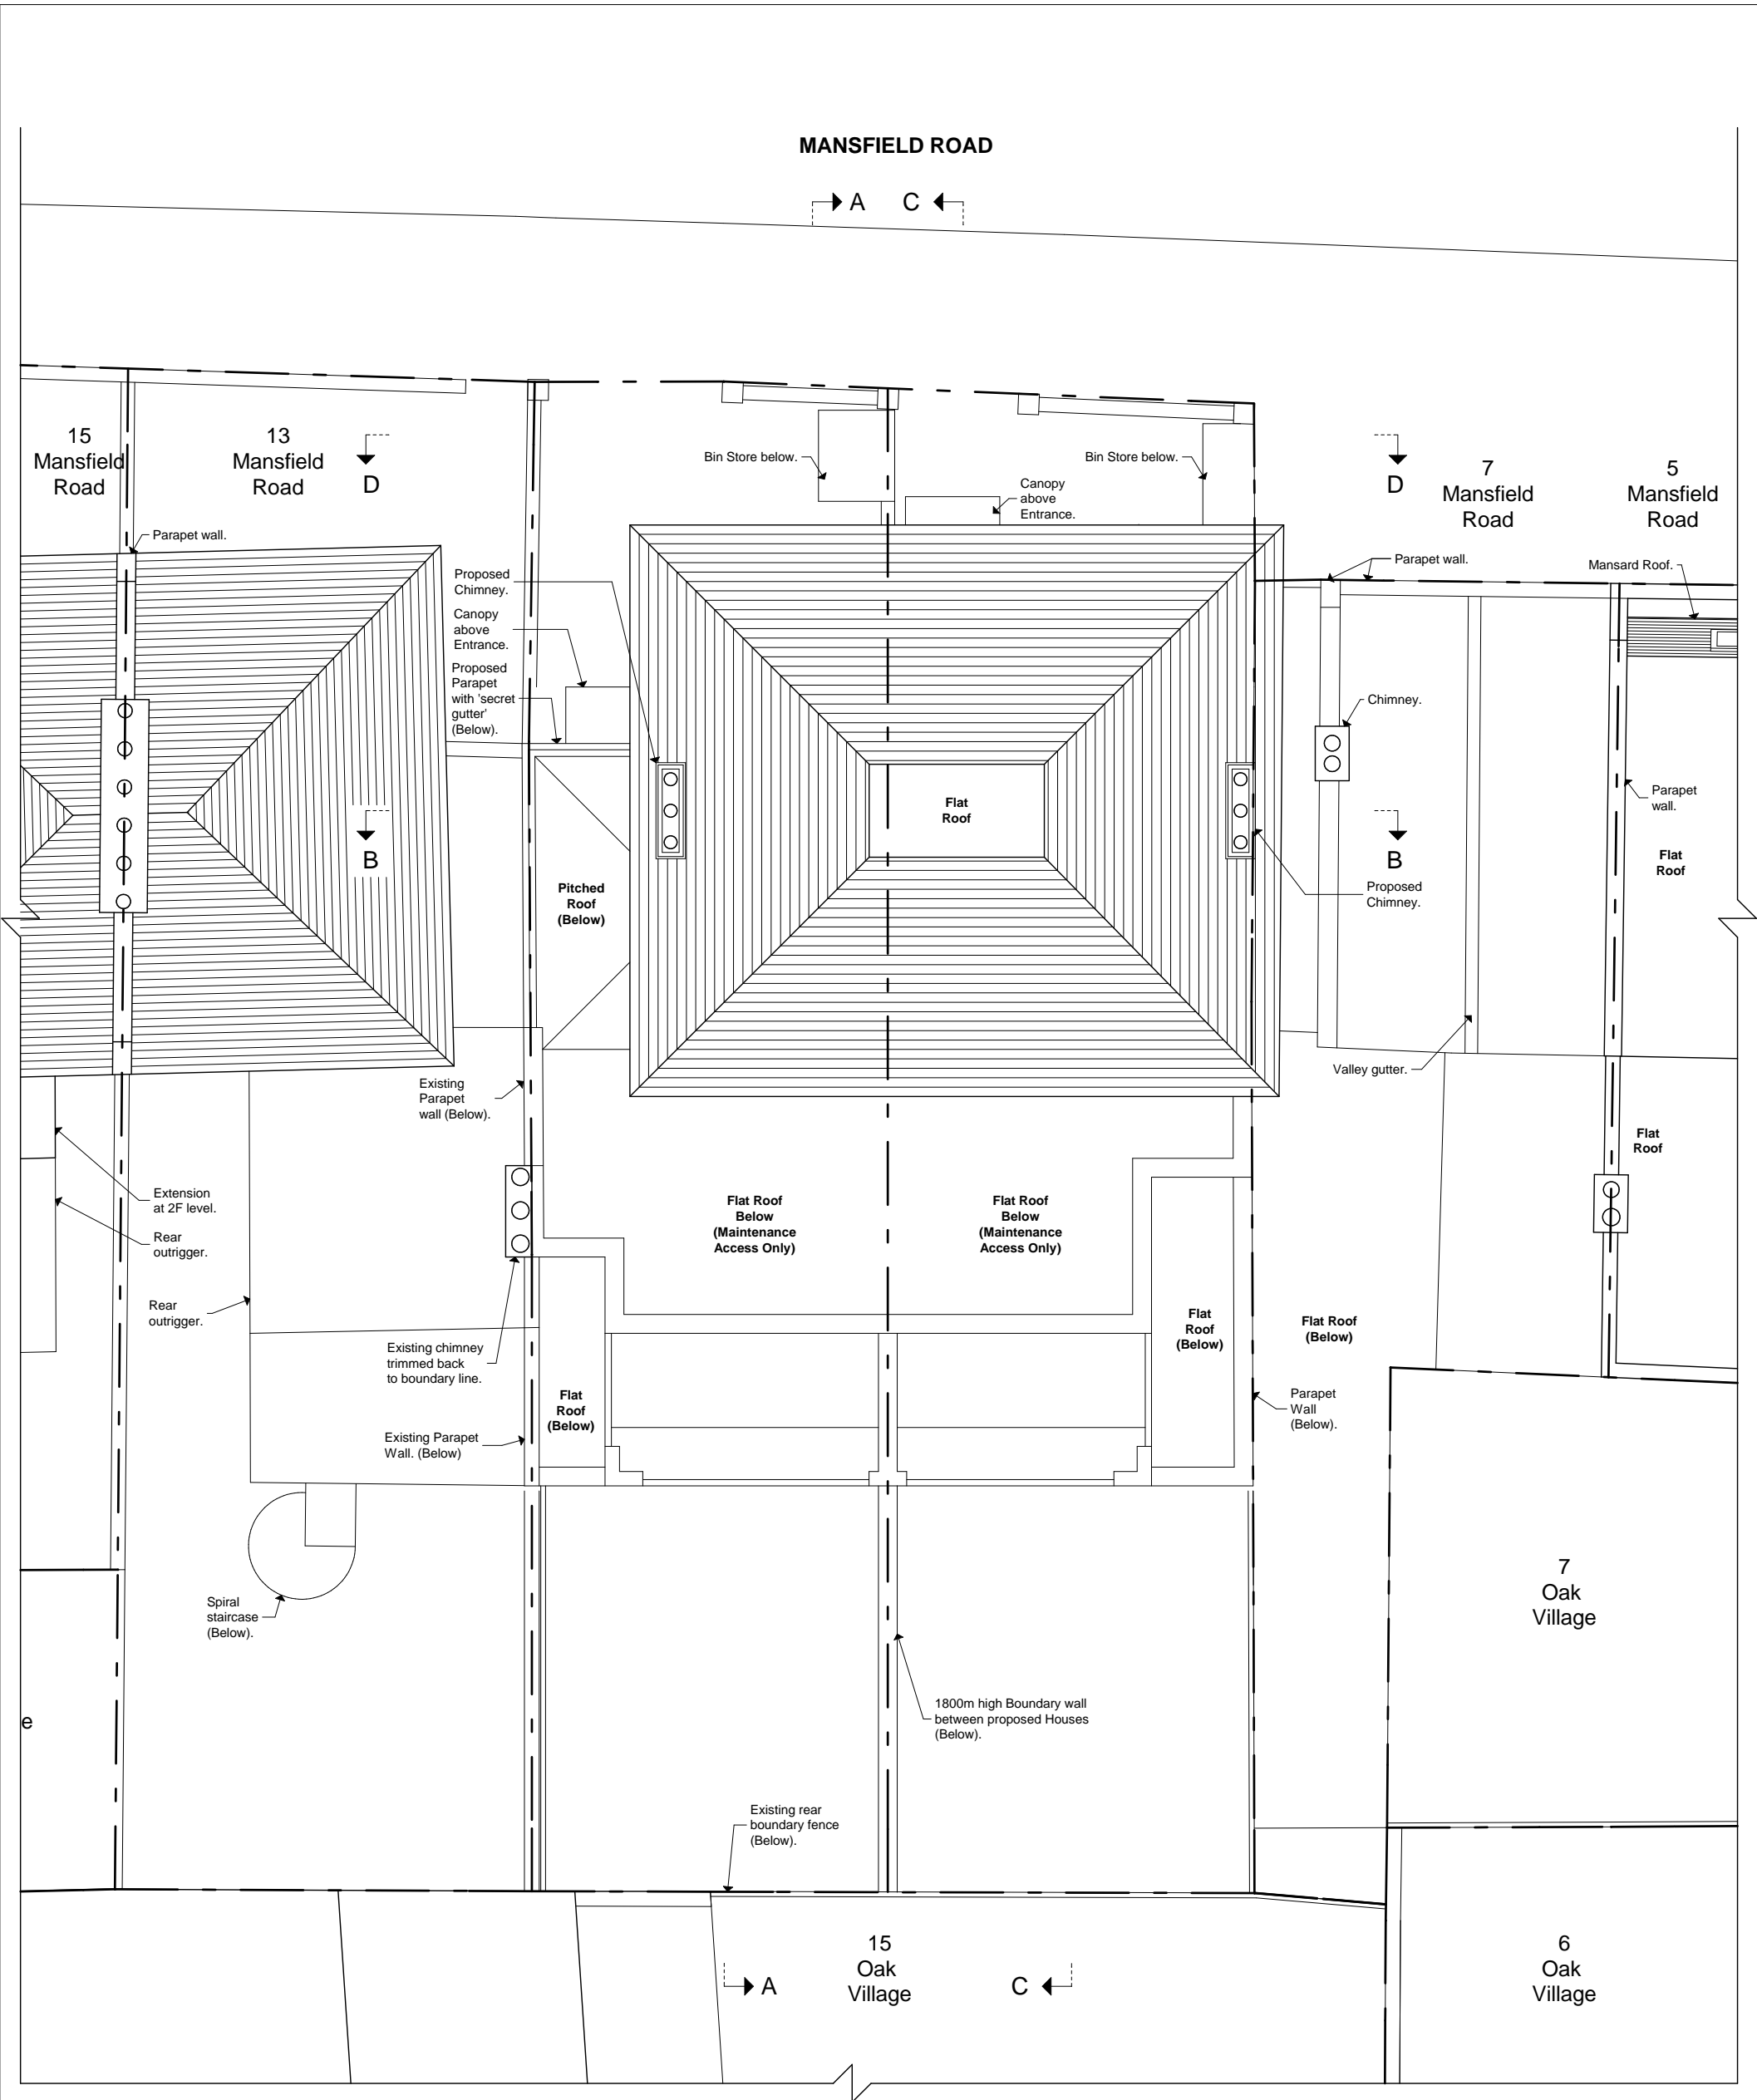 MANSFIELD ROAD
A
C
15
Mansfield
Road
13
Mansfield
Road
D
Bin Store below.
Bin Store below.
Canopy
above
Entrance.
D
7
Mansfield
Road
5
Mansfield
Road
Parapet wall.
Parapet wall.
Mansard Roof.
Proposed
Chimney.
Canopy
above
Entrance.
Proposed
Parapet
with 'secret
gutter'
(Below).
Chimney.
Flat
Roof
Parapet
wall.
B
B
Flat
Roof
Pitched
Roof
(Below)
Proposed
Chimney.
Existing
Parapet
wall (Below).
Valley gutter.
Flat
Roof
Extension
at 2F level.
Rear
outrigger.
Flat Roof
Below
(Maintenance
Access Only)
Flat Roof
Below
(Maintenance
Access Only)
Rear
outrigger.
Flat
Roof
(Below)
Flat Roof
(Below)
Existing chimney
trimmed back
to boundary line.
Flat
Roof
(Below)
Parapet
Wall
(Below).
Existing Parapet
Wall. (Below)
Spiral
staircase
(Below).
7
Oak
Village
e
1800m high Boundary wall
between proposed Houses
(Below).
Existing rear
boundary fence
(Below).
15
Oak
Village
A
C
6
Oak
Village